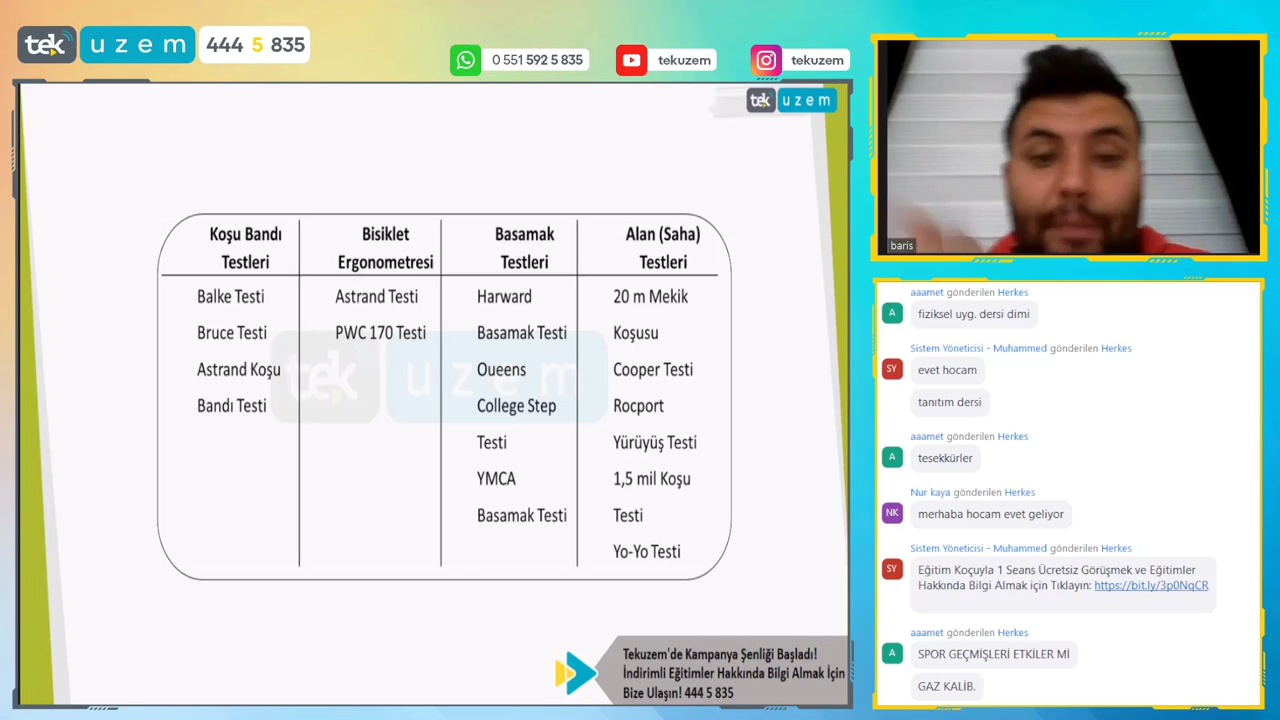 tek uzem 444 5 835
0 551 592 5 835
tekuzem
tekuzem
tek uzem
Koşu Bandı Testleri
Balke Testi
Bruce Testi
Astrand Koşu
Bandı Testi
Bisiklet Ergonometresi
Astrand Testi
PWC 170 Testi
Basamak Testleri
Harward
Basamak Testi
Oueens
College Step
Testi
YMCA
Basamak Testi
Alan (Saha) Testleri
20 m Mekik
Koşusu
Cooper Testi
Rocport
Yürüyüş Testi
1,5 mil Koşu
Testi
Yo-Yo Testi
tek uzem
Tekuzem'de Kampanya Şenliği Başladı!
İndirimli Eğitimler Hakkında Bilgi Almak İçin
Bize Ulaşın! 444 5 835
baris
aaamet gönderilen Herkes
A
fiziksel uyg. dersi dimi
Sistem Yöneticisi - Muhammed gönderilen Herkes
SY
evet hocam
tanıtım dersi
aaamet gönderilen Herkes
A
tesekkürler
Nur kaya gönderilen Herkes
NK
merhaba hocam evet geliyor
Sistem Yöneticisi - Muhammed gönderilen Herkes
SY
Eğitim Koçuyla 1 Seans Ücretsiz Görüşmek ve Eğitimler
Hakkında Bilgi Almak için Tıklayın: https://bit.ly/3p0NqCR
aaamet gönderilen Herkes
A
SPOR GEÇMİŞLERİ ETKİLER Mİ
GAZ KALİB.